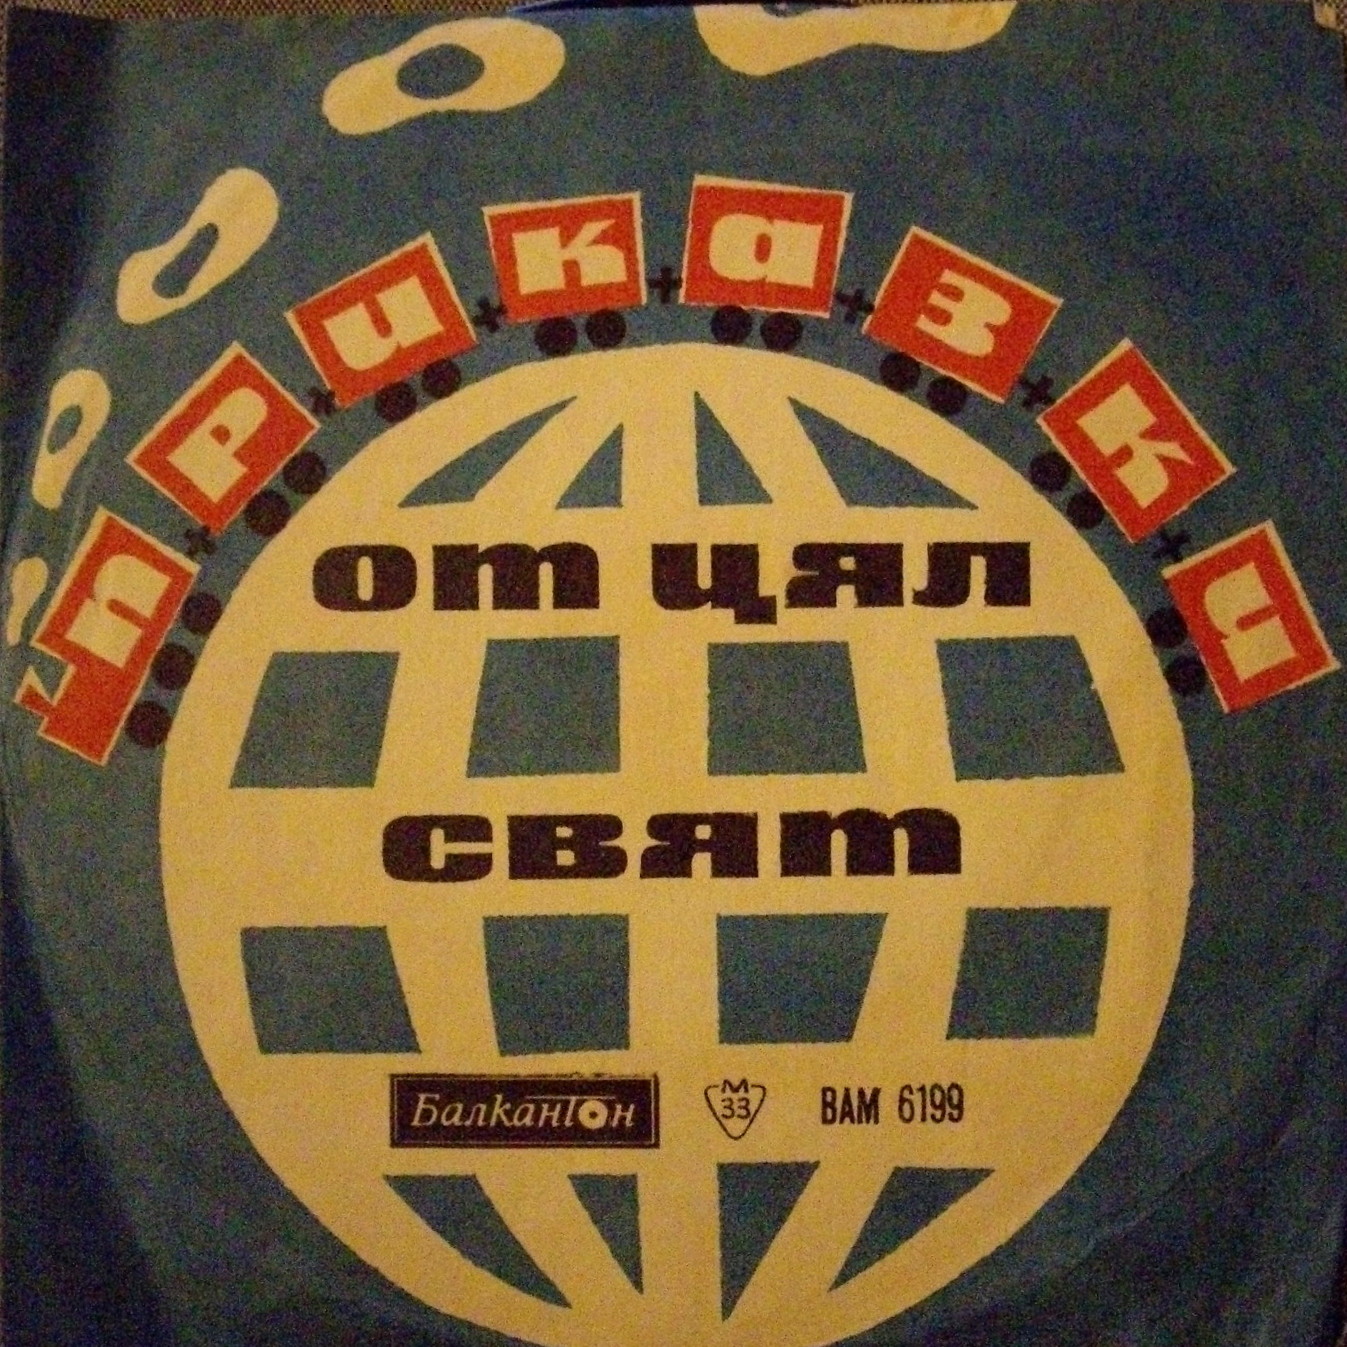 приказки
от цял
свят
Балкантон М 33 ВАМ 6199